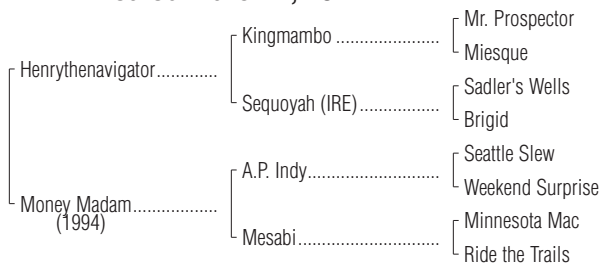 Mr. Prospector
Kingmambo ..................
Miesque
Henrythenavigator.............
Sadler's Wells
Sequoyah (IRE)..................
Brigid
Seattle Slew
A.P. Indy.............................
Weekend Surprise
Money Madam..................
(1994)
Minnesota Mac
Mesabi...............................
Ride the Trails